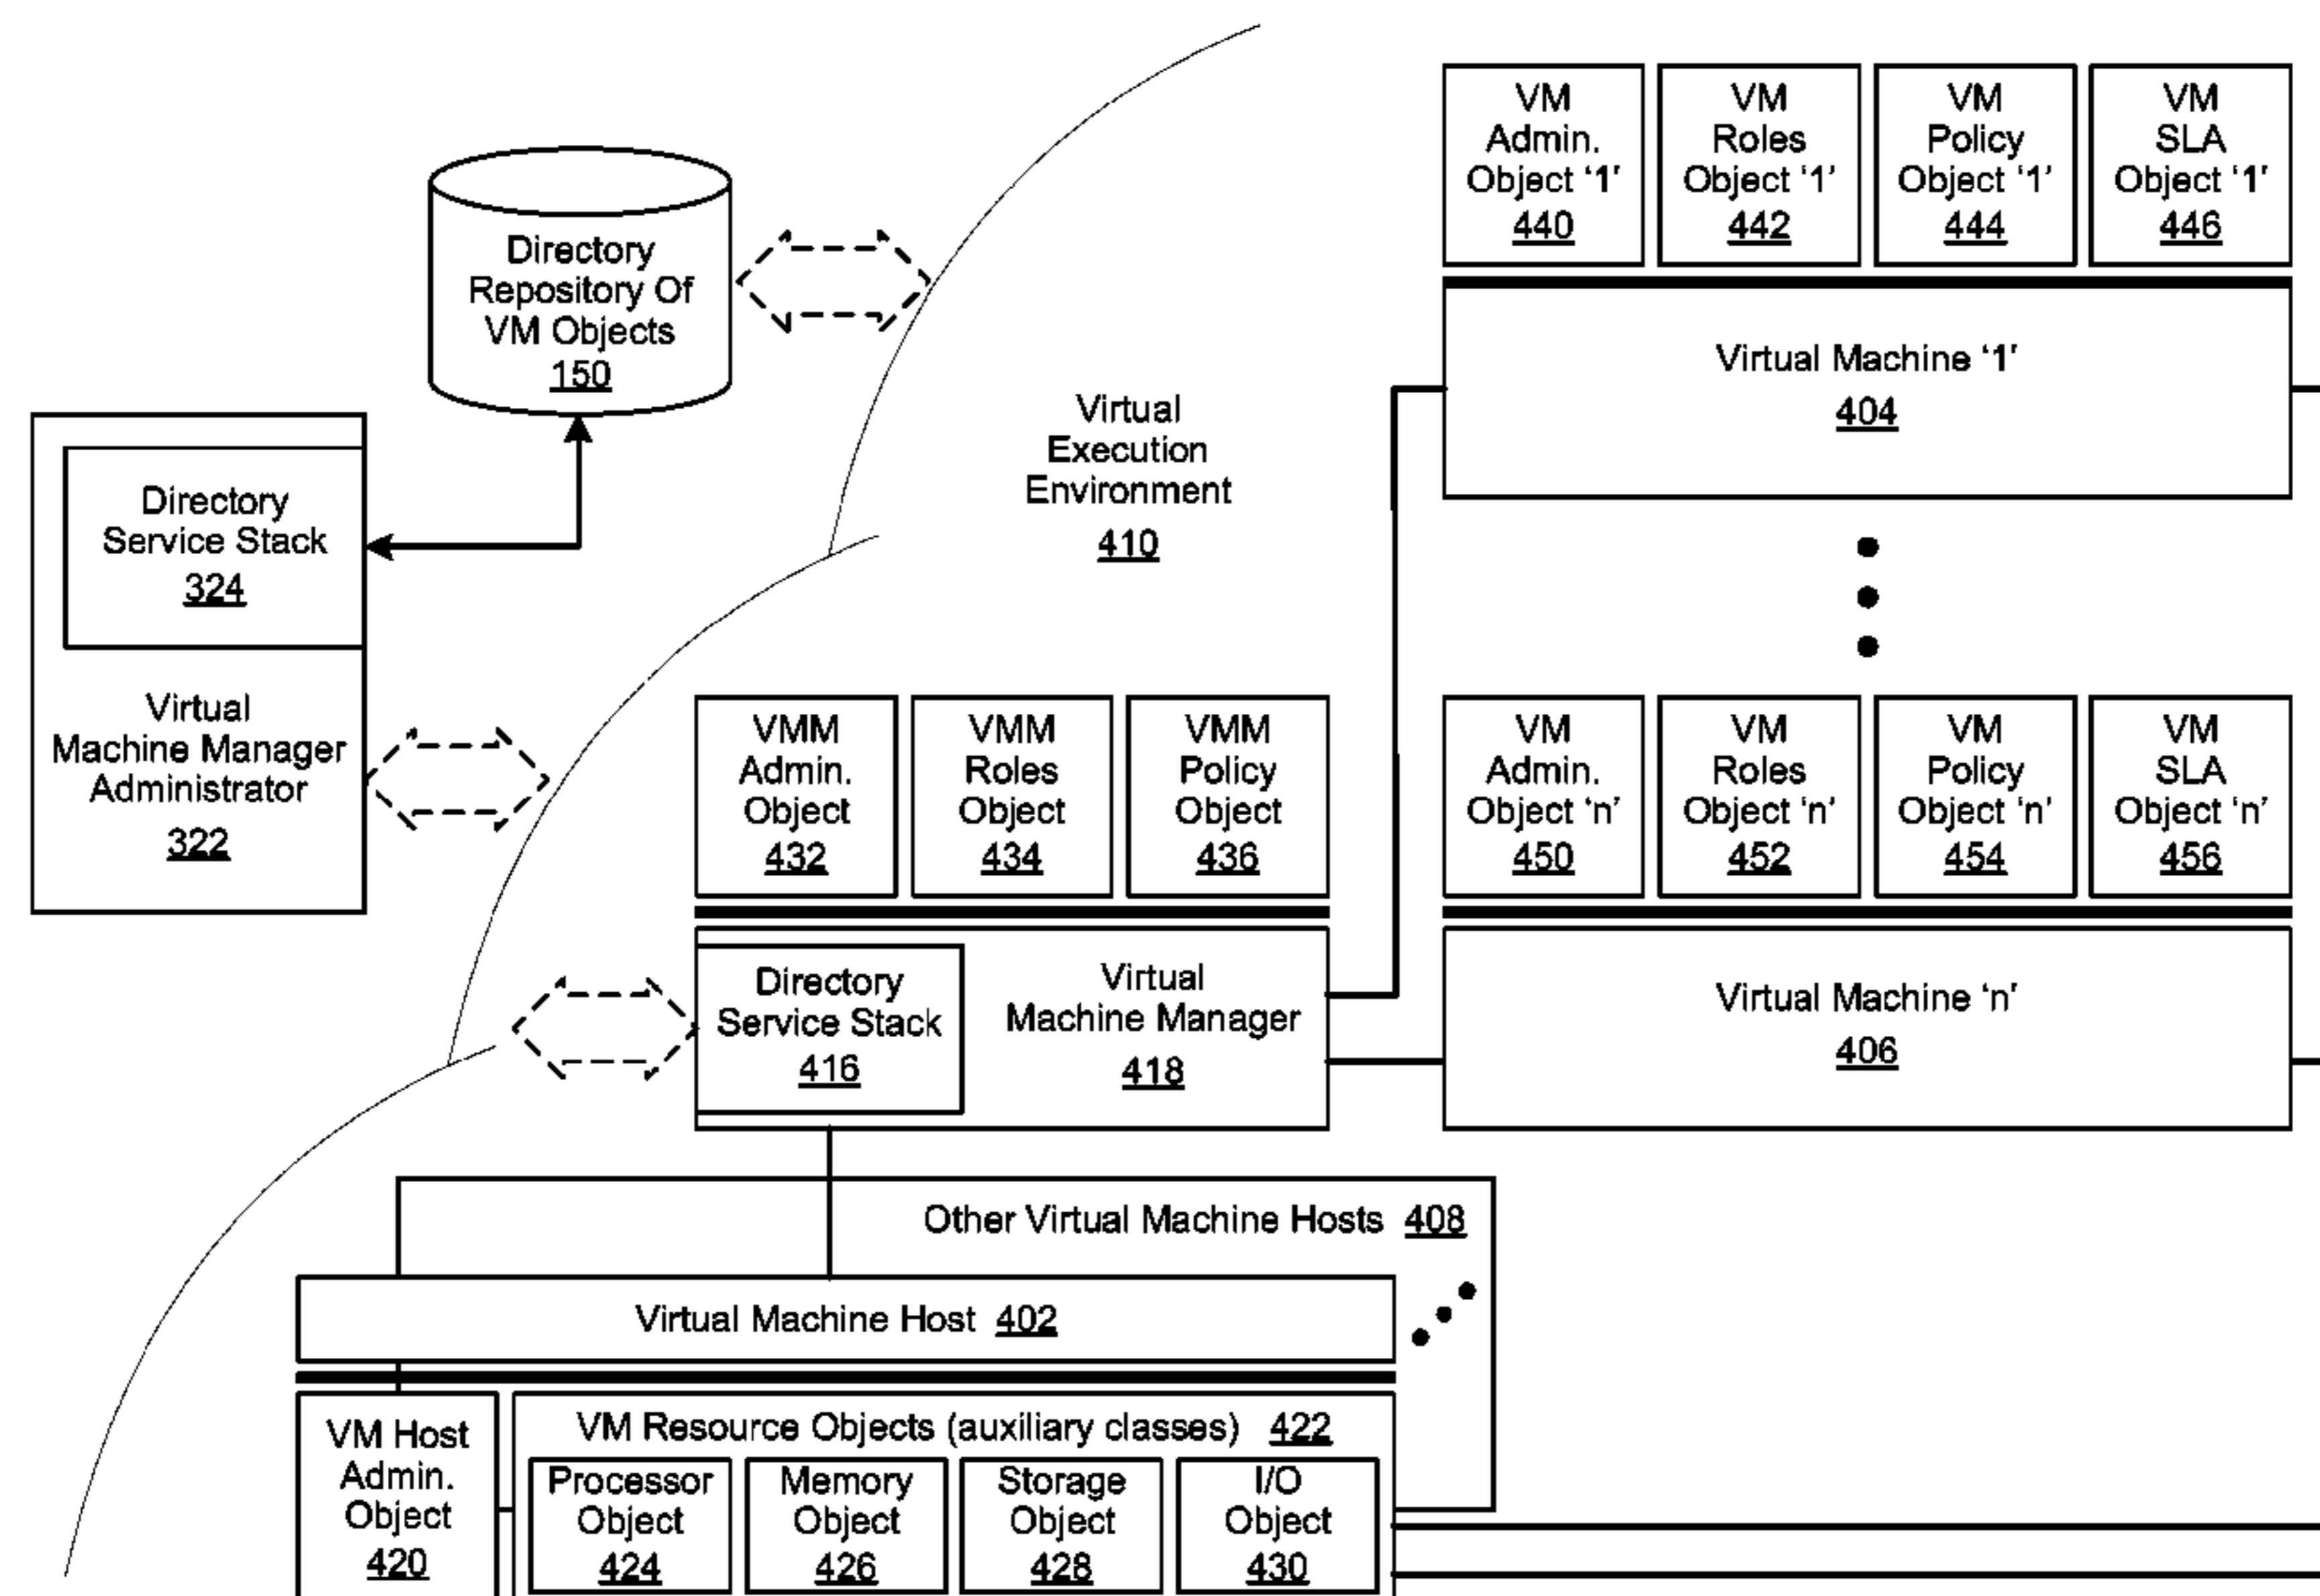 VM
Admin.
Object ‘1’
440
VM
Roles
Object ‘1’
442
VM
Policy
Object ‘1’
444
VM
SLA
Object ‘1’
446
Directory
Repository Of
VM Objects
150
Virtual Machine ‘1’
404
Virtual
Execution
Environment
410
Directory
Service Stack
324
Virtual
Machine Manager
Administrator
322
VMM
Admin.
Object
432
VMM
Roles
Object
434
VMM
Policy
Object
436
VM
Admin.
Object ‘n’
450
VM
Roles
Object ‘n’
452
VM
Policy
Object ‘n’
454
VM
SLA
Object ‘n’
456
Directory
Service Stack
416
Virtual
Machine Manager
418
Virtual Machine ‘n’
406
Other Virtual Machine Hosts 408
Virtual Machine Host 402
VM Host
Admin.
Object
420
VM Resource Objects (auxiliary classes) 422
Processor
Object
424
Memory
Object
426
Storage
Object
428
I/O
Object
430